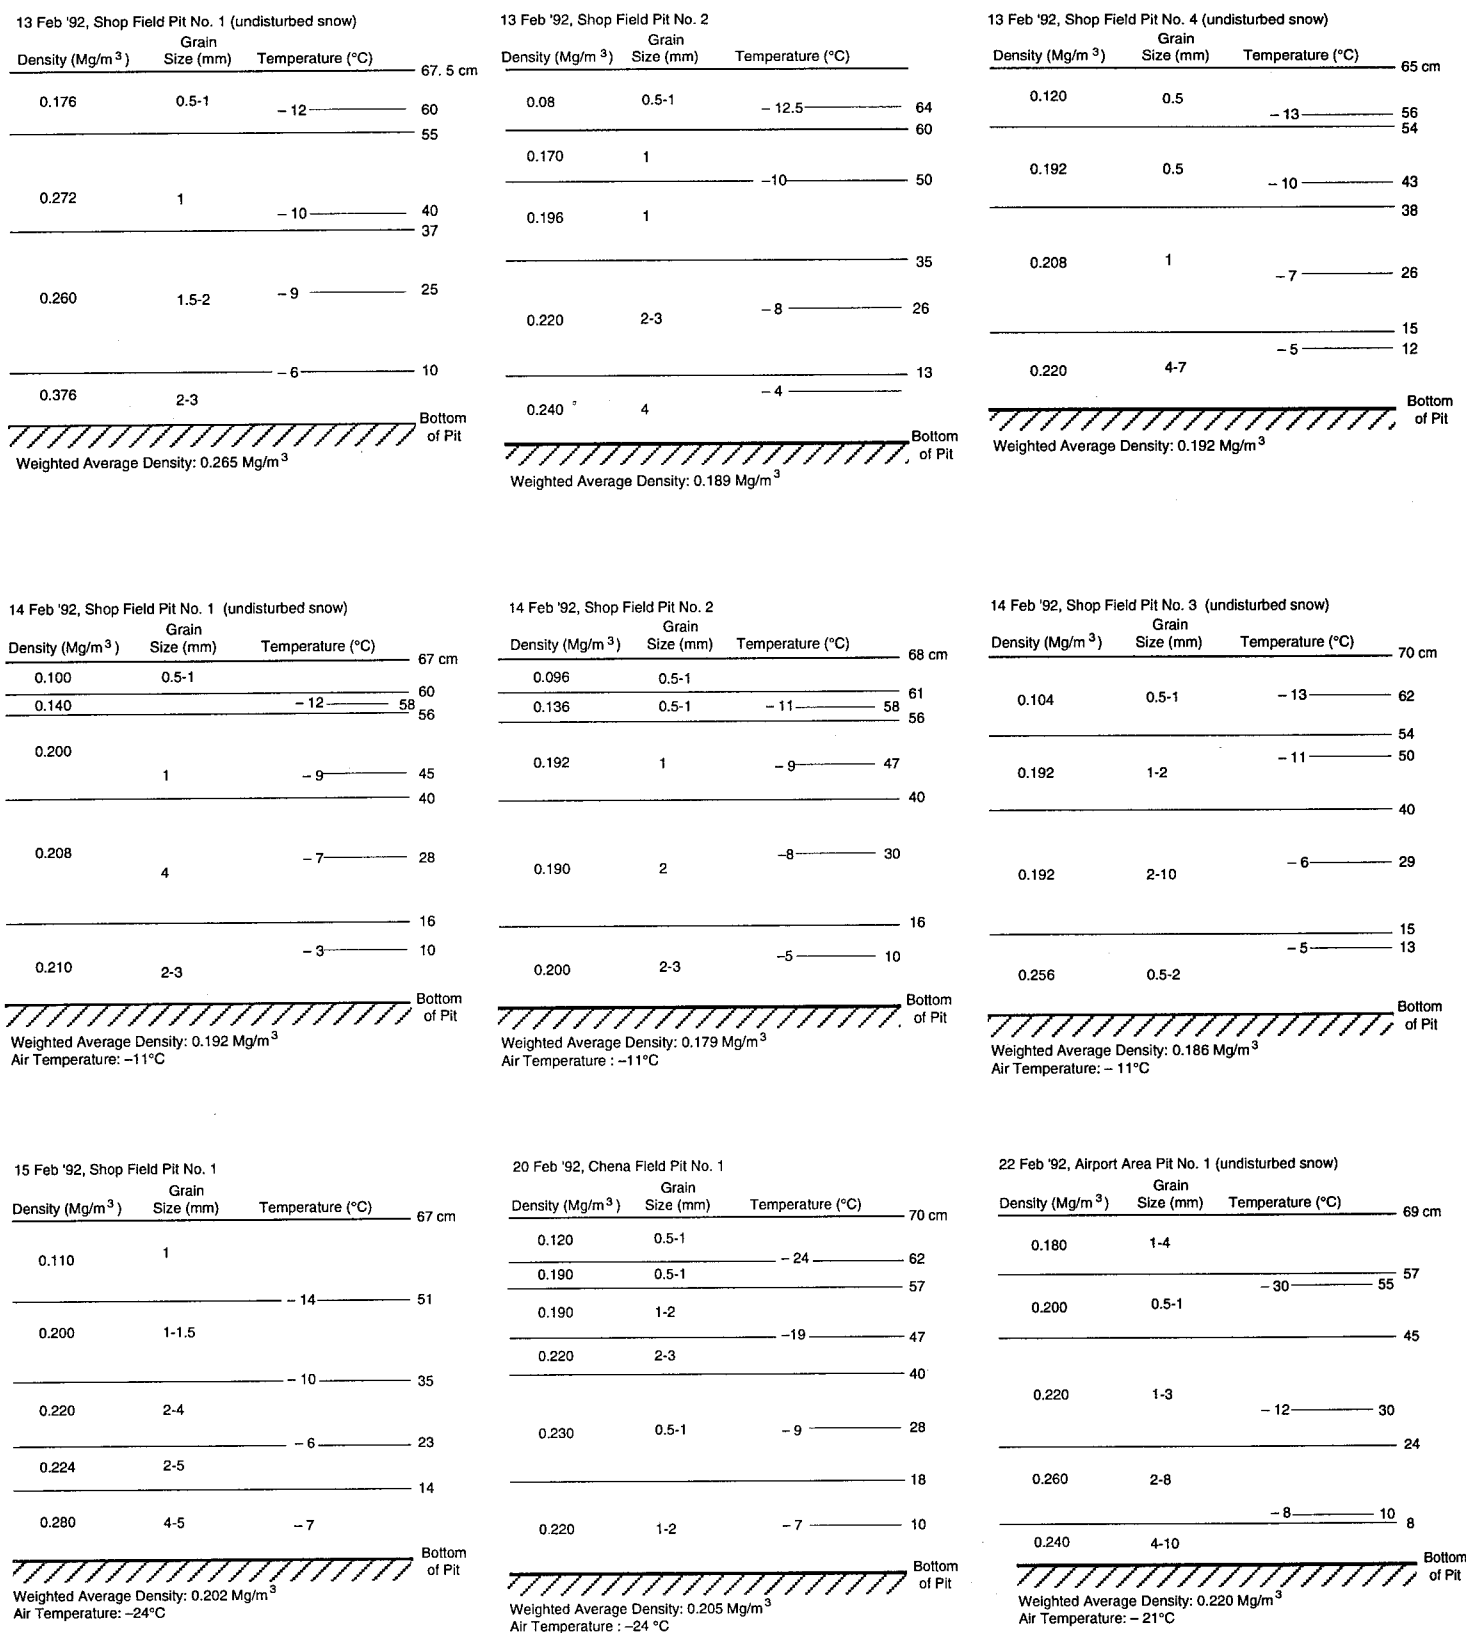 13 Feb '92, Shop Field Pit No. 1 (undisturbed snow)
Grain
Density (Mg/m³) Size (mm) Temperature (°C)
67. 5 cm
0.176 0.5-1 –12 60
55
0.272 1 –10 40
37
0.260 1.5-2 –9 25
–6 10
0.376 2-3
Bottom
of Pit
Weighted Average Density: 0.265 Mg/m³
13 Feb '92, Shop Field Pit No. 2
Grain
Density (Mg/m³) Size (mm) Temperature (°C)
0.08 0.5-1 –12.5 64
60
0.170 1
–10 50
0.196 1
35
0.220 2-3 –8 26
13
–4
0.240 4
Bottom
of Pit
Weighted Average Density: 0.189 Mg/m³
13 Feb '92, Shop Field Pit No. 4 (undisturbed snow)
Grain
Density (Mg/m³) Size (mm) Temperature (°C)
65 cm
0.120 0.5 –13 56
54
0.192 0.5 –10 43
38
0.208 1 –7 26
15
–5 12
0.220 4-7
Bottom
of Pit
Weighted Average Density: 0.192 Mg/m³
14 Feb '92, Shop Field Pit No. 1 (undisturbed snow)
Grain
Density (Mg/m³) Size (mm) Temperature (°C)
67 cm
0.100 0.5-1
60
0.140 –12 58
56
0.200
1 –9 45
40
0.208 –7 28
4
16
–3 10
0.210 2-3
Bottom
of Pit
Weighted Average Density: 0.192 Mg/m³
Air Temperature: –11°C
14 Feb '92, Shop Field Pit No. 2
Grain
Density (Mg/m³) Size (mm) Temperature (°C)
68 cm
0.096 0.5-1
61
0.136 0.5-1 –11 58
56
0.192 1 –9 47
40
–8 30
0.190 2
16
–5 10
0.200 2-3
Bottom
of Pit
Weighted Average Density: 0.179 Mg/m³
Air Temperature : –11°C
14 Feb '92, Shop Field Pit No. 3 (undisturbed snow)
Grain
Density (Mg/m³) Size (mm) Temperature (°C)
70 cm
0.104 0.5-1 –13 62
54
–11 50
0.192 1-2
40
–6 29
0.192 2-10
15
–5 13
0.256 0.5-2
Bottom
of Pit
Weighted Average Density: 0.186 Mg/m³
Air Temperature: – 11°C
15 Feb '92, Shop Field Pit No. 1
Grain
Density (Mg/m³) Size (mm) Temperature (°C)
67 cm
0.110 1
–14 51
0.200 1-1.5
–10 35
0.220 2-4
–6 23
0.224 2-5
14
0.280 4-5 –7
Bottom
of Pit
Weighted Average Density: 0.202 Mg/m³
Air Temperature: –24°C
20 Feb '92, Chena Field Pit No. 1
Grain
Density (Mg/m³) Size (mm) Temperature (°C)
70 cm
0.120 0.5-1
–24 62
0.190 0.5-1
57
0.190 1-2
–19 47
0.220 2-3
40
0.230 0.5-1 –9 28
18
0.220 1-2 –7 10
Bottom
of Pit
Weighted Average Density: 0.205 Mg/m³
Air Temperature : –24 °C
22 Feb '92, Airport Area Pit No. 1 (undisturbed snow)
Grain
Density (Mg/m³) Size (mm) Temperature (°C)
69 cm
0.180 1-4
57
–30 55
0.200 0.5-1
45
0.220 1-3
–12 30
24
0.260 2-8
–8 10
8
0.240 4-10
Bottom
of Pit
Weighted Average Density: 0.220 Mg/m³
Air Temperature: – 21°C